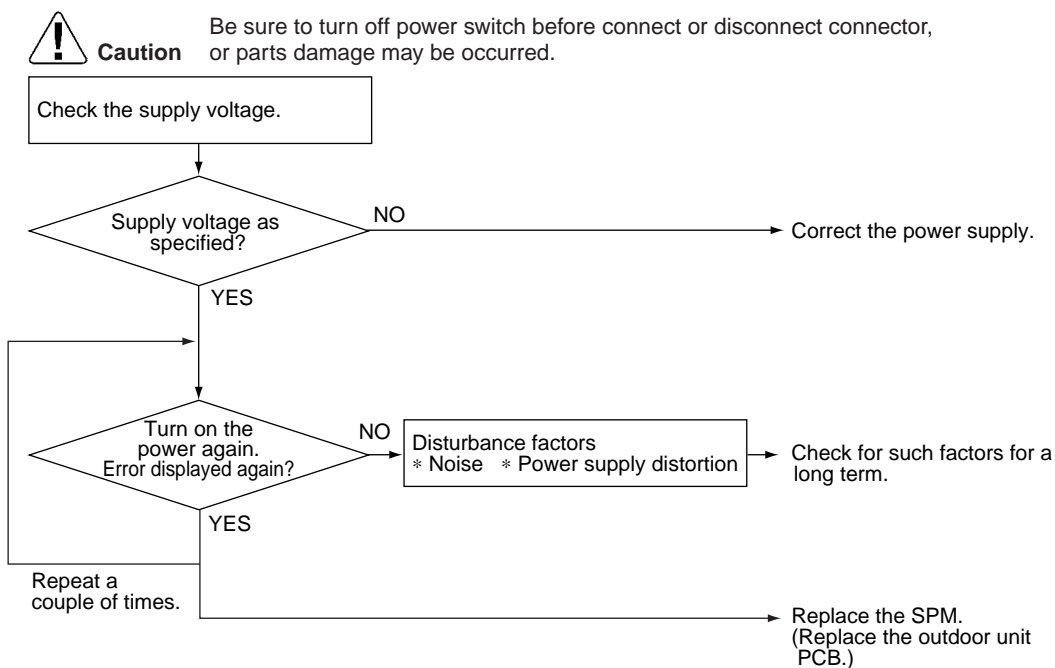 Caution
Be sure to turn off power switch before connect or disconnect connector,
or parts damage may be occurred.
Check the supply voltage.
Supply voltage as
specified?
NO
Correct the power supply.
YES
Turn on the
power again.
Error displayed again?
NO
Disturbance factors
* Noise * Power supply distortion
Check for such factors for a
long term.
YES
Repeat a
couple of times.
Replace the SPM.
(Replace the outdoor unit
PCB.)